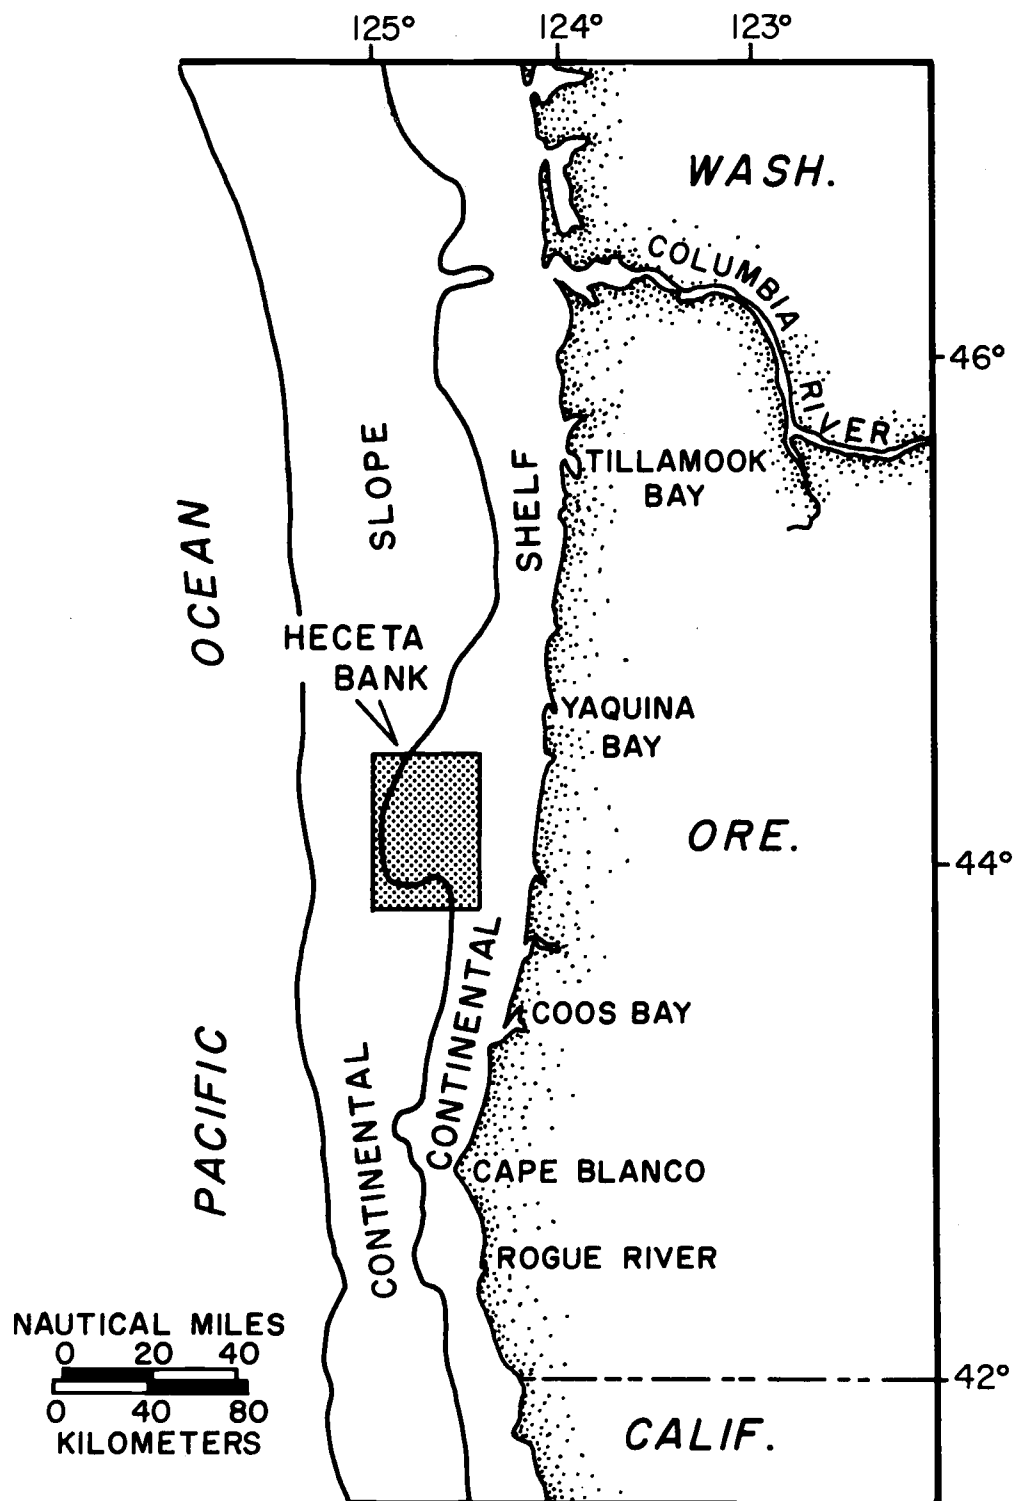 125° 124° 123°
WASH.
COLUMBIA
RIVER
46°
SLOPE
SHELF
TILLAMOOK
BAY
OCEAN
HECETA
BANK
YAQUINA
BAY
ORE.
44°
CONTINENTAL
COOS BAY
PACIFIC
CONTINENTAL
CAPE BLANCO
ROGUE RIVER
NAUTICAL MILES
0 20 40
0 40 80
KILOMETERS
42°
CALIF.